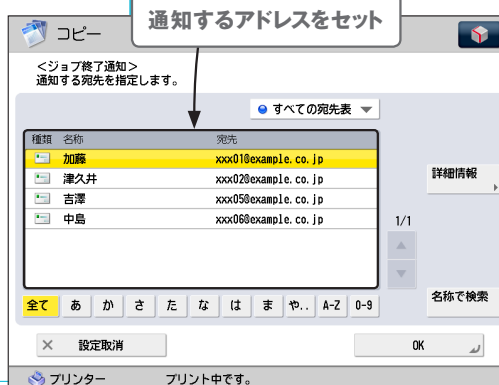 通知するアドレスをセット
コピー
＜ジョブ終了通知＞
通知する宛先を指定します。
すべての宛先表
種類 名称 宛先
加藤 xxx01@example.co.jp
津久井 xxx02@example.co.jp
吉澤 xxx05@example.co.jp
中島 xxx06@example.co.jp
詳細情報
1/1
名称で検索
全て あ か さ た な は ま や.. A-Z 0-9
× 設定取消 OK
プリンター プリント中です。